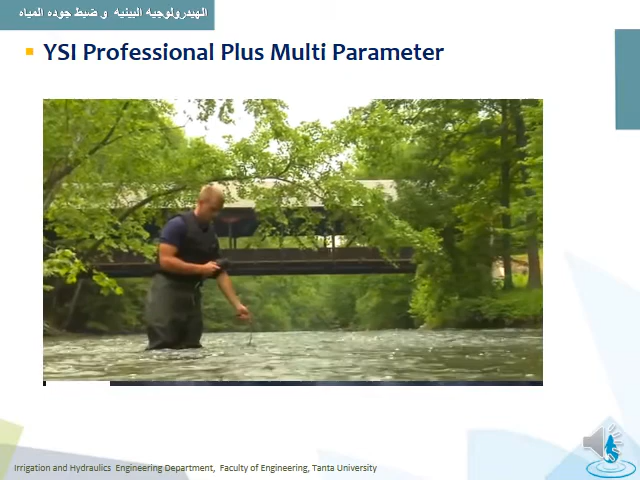 الهيدرولوجيه البيئيه و ضبط جوده المياه
YSI Professional Plus Multi Parameter
Irrigation and Hydraulics Engineering Department, Faculty of Engineering, Tanta University